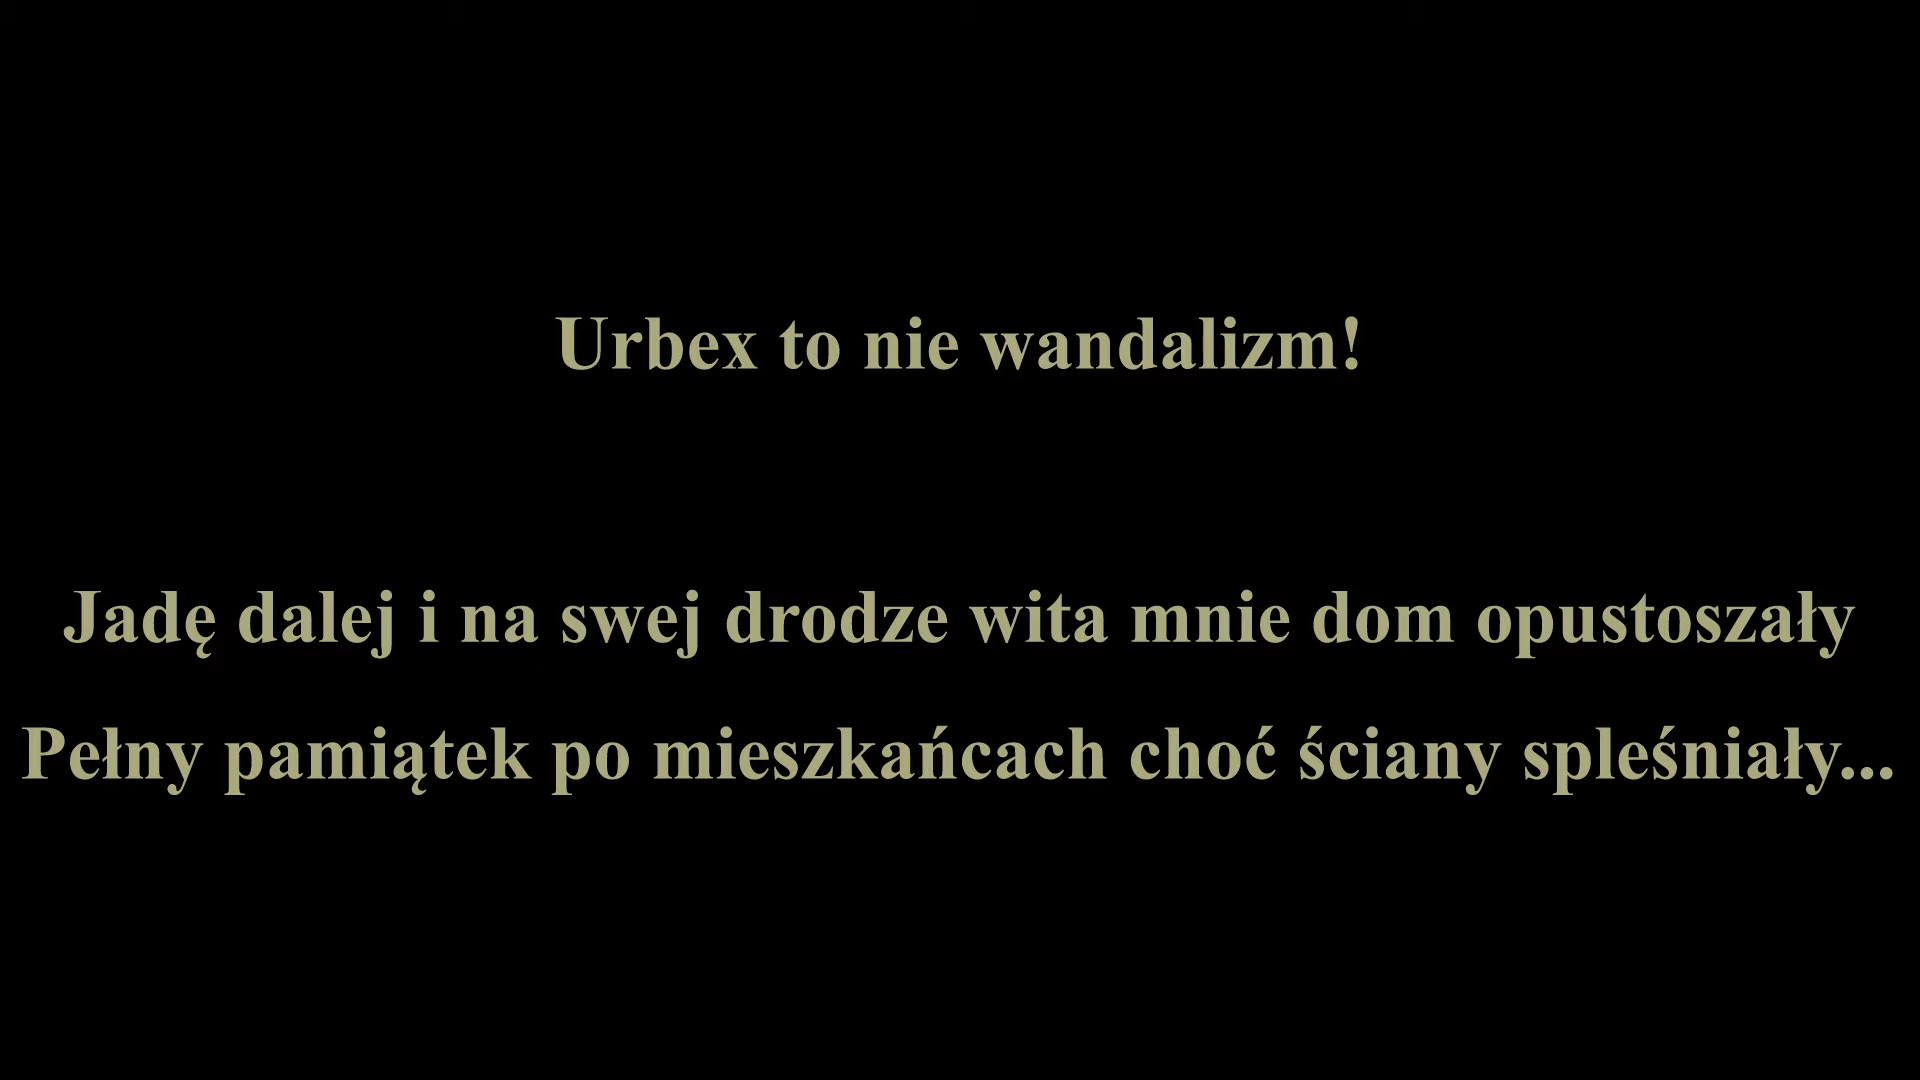 Urbex to nie wandalizm!
Jadę dalej i na swej drodze wita mnie dom opustoszały
Pełny pamiątek po mieszkańcach choć ściany spleśniały...